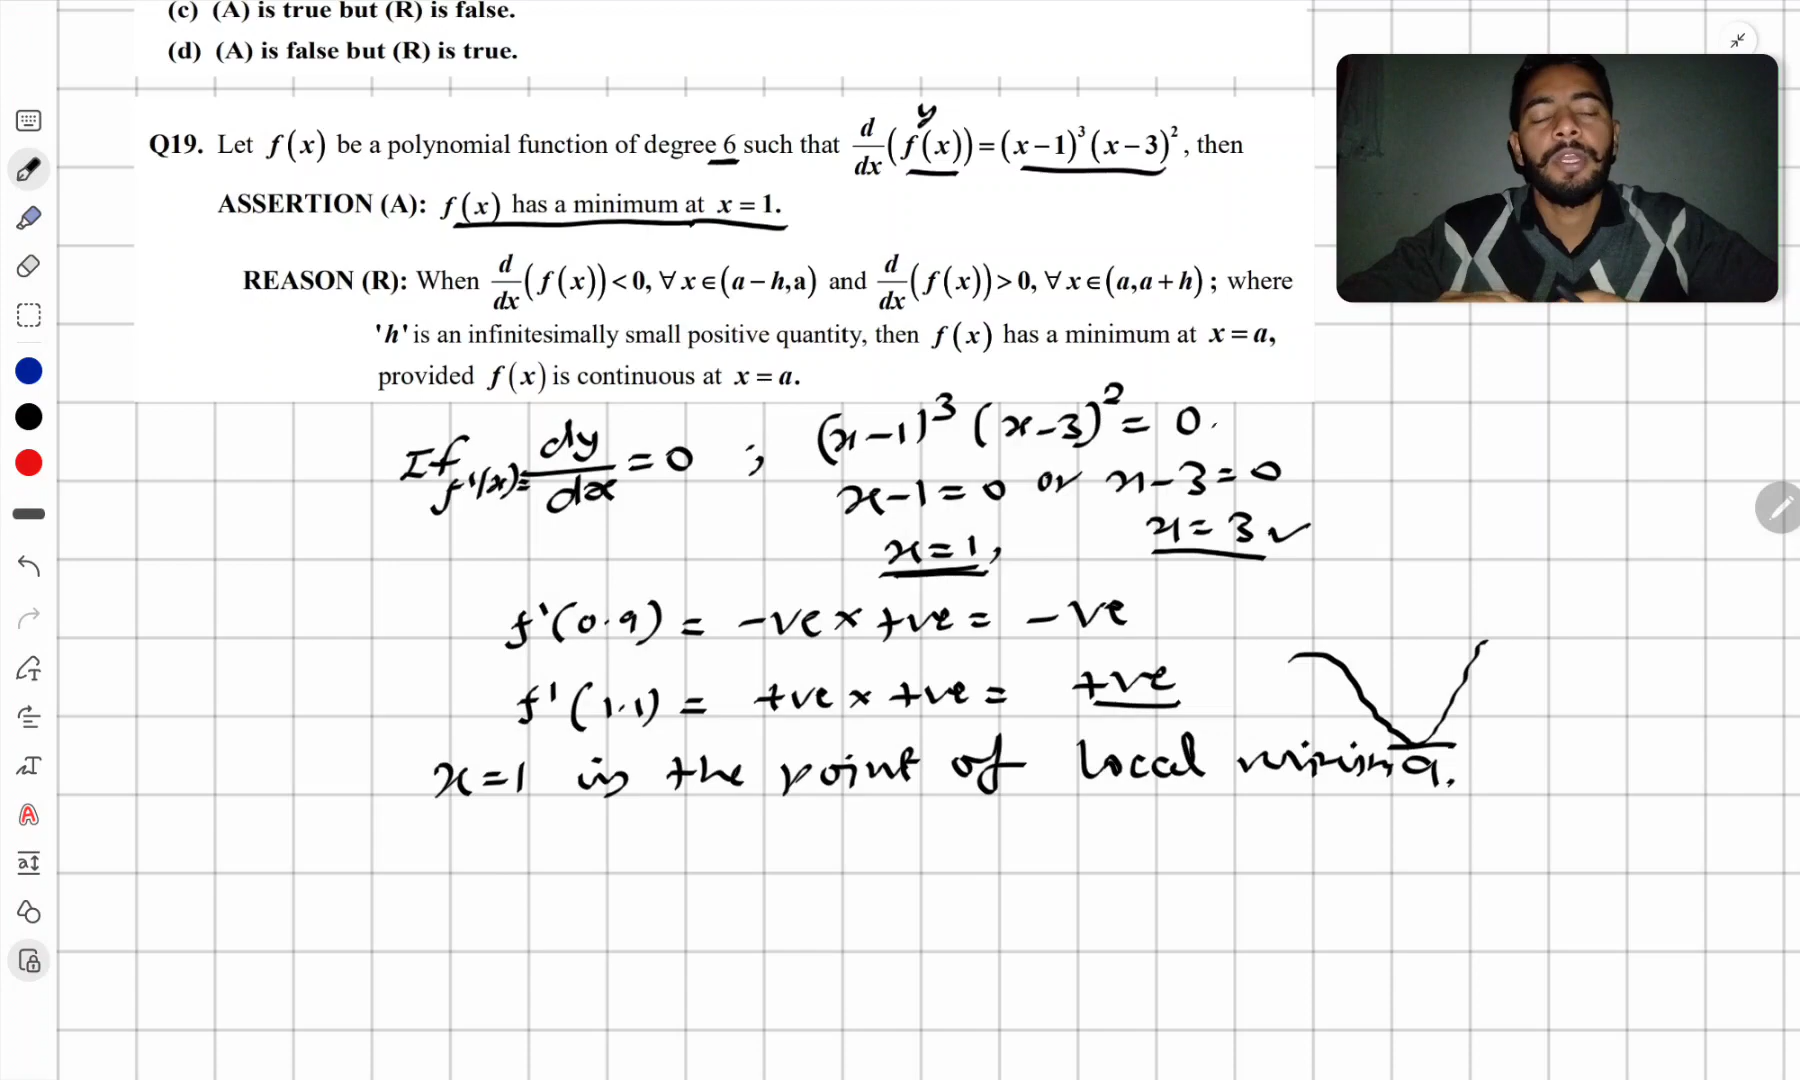 (c) (A) is true but (R) is false.
(d) (A) is false but (R) is true.
y
Q19. Let f(x) be a polynomial function of degree 6 such that d/dx (f(x)) = (x−1)³(x−3)², then
ASSERTION (A): f(x) has a minimum at x = 1.
REASON (R): When d/dx (f(x)) < 0, ∀ x ∈ (a − h, a) and d/dx (f(x)) > 0, ∀ x ∈ (a, a + h); where
'h' is an infinitesimally small positive quantity, then f(x) has a minimum at x = a,
provided f(x) is continuous at x = a.
If f'(x) = dy/dx = 0 ; (x−1)³ (x−3)² = 0.
x−1 = 0 or x−3 = 0
x = 1, x = 3 ✓
f'(0.9) = −ve × +ve = −ve
f'(1.1) = +ve × +ve = +ve
x=1 is the point of local minima.